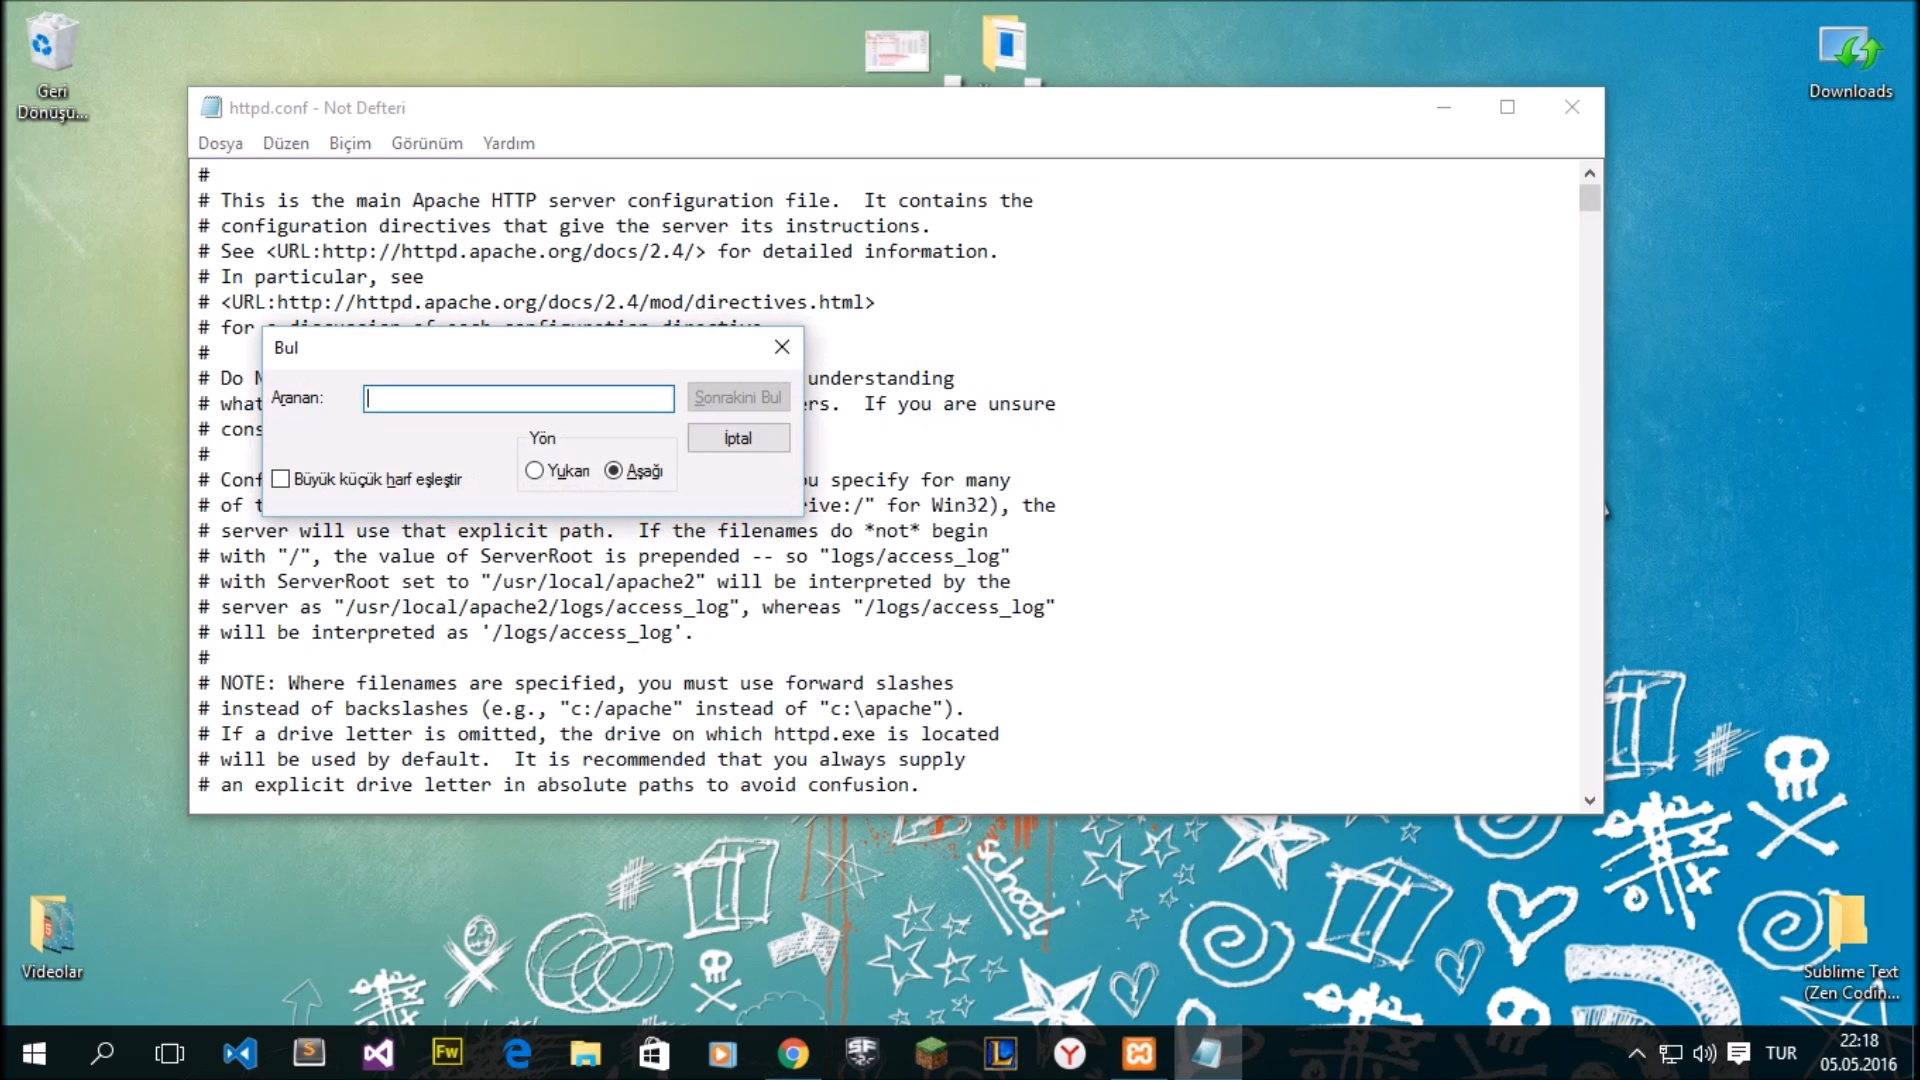 Geri
Dönüşü...
Downloads
httpd.conf - Not Defteri
Dosya Düzen Biçim Görünüm Yardım
#
# This is the main Apache HTTP server configuration file.  It contains the
# configuration directives that give the server its instructions.
# See <URL:http://httpd.apache.org/docs/2.4/> for detailed information.
# In particular, see
# <URL:http://httpd.apache.org/docs/2.4/mod/directives.html>
# for a discussion of each configuration directive.
#
# Do N
understanding
# what
rs.  If you are unsure
# cons
#
# Conf
u specify for many
# of t
rive:/" for Win32), the
Bul
Aranan:
Sonrakini Bul
Yön
İptal
Yukarı Aşağı
Büyük küçük harf eşleştir
# server will use that explicit path.  If the filenames do *not* begin
# with "/", the value of ServerRoot is prepended -- so "logs/access_log"
# with ServerRoot set to "/usr/local/apache2" will be interpreted by the
# server as "/usr/local/apache2/logs/access_log", whereas "/logs/access_log"
# will be interpreted as '/logs/access_log'.
#
# NOTE: Where filenames are specified, you must use forward slashes
# instead of backslashes (e.g., "c:/apache" instead of "c:\apache").
# If a drive letter is omitted, the drive on which httpd.exe is located
# will be used by default.  It is recommended that you always supply
# an explicit drive letter in absolute paths to avoid confusion.
school
Videolar
Sublime Text
(Zen Codin...
S
Fw
SF
L
Y
TUR
22:18
05.05.2016